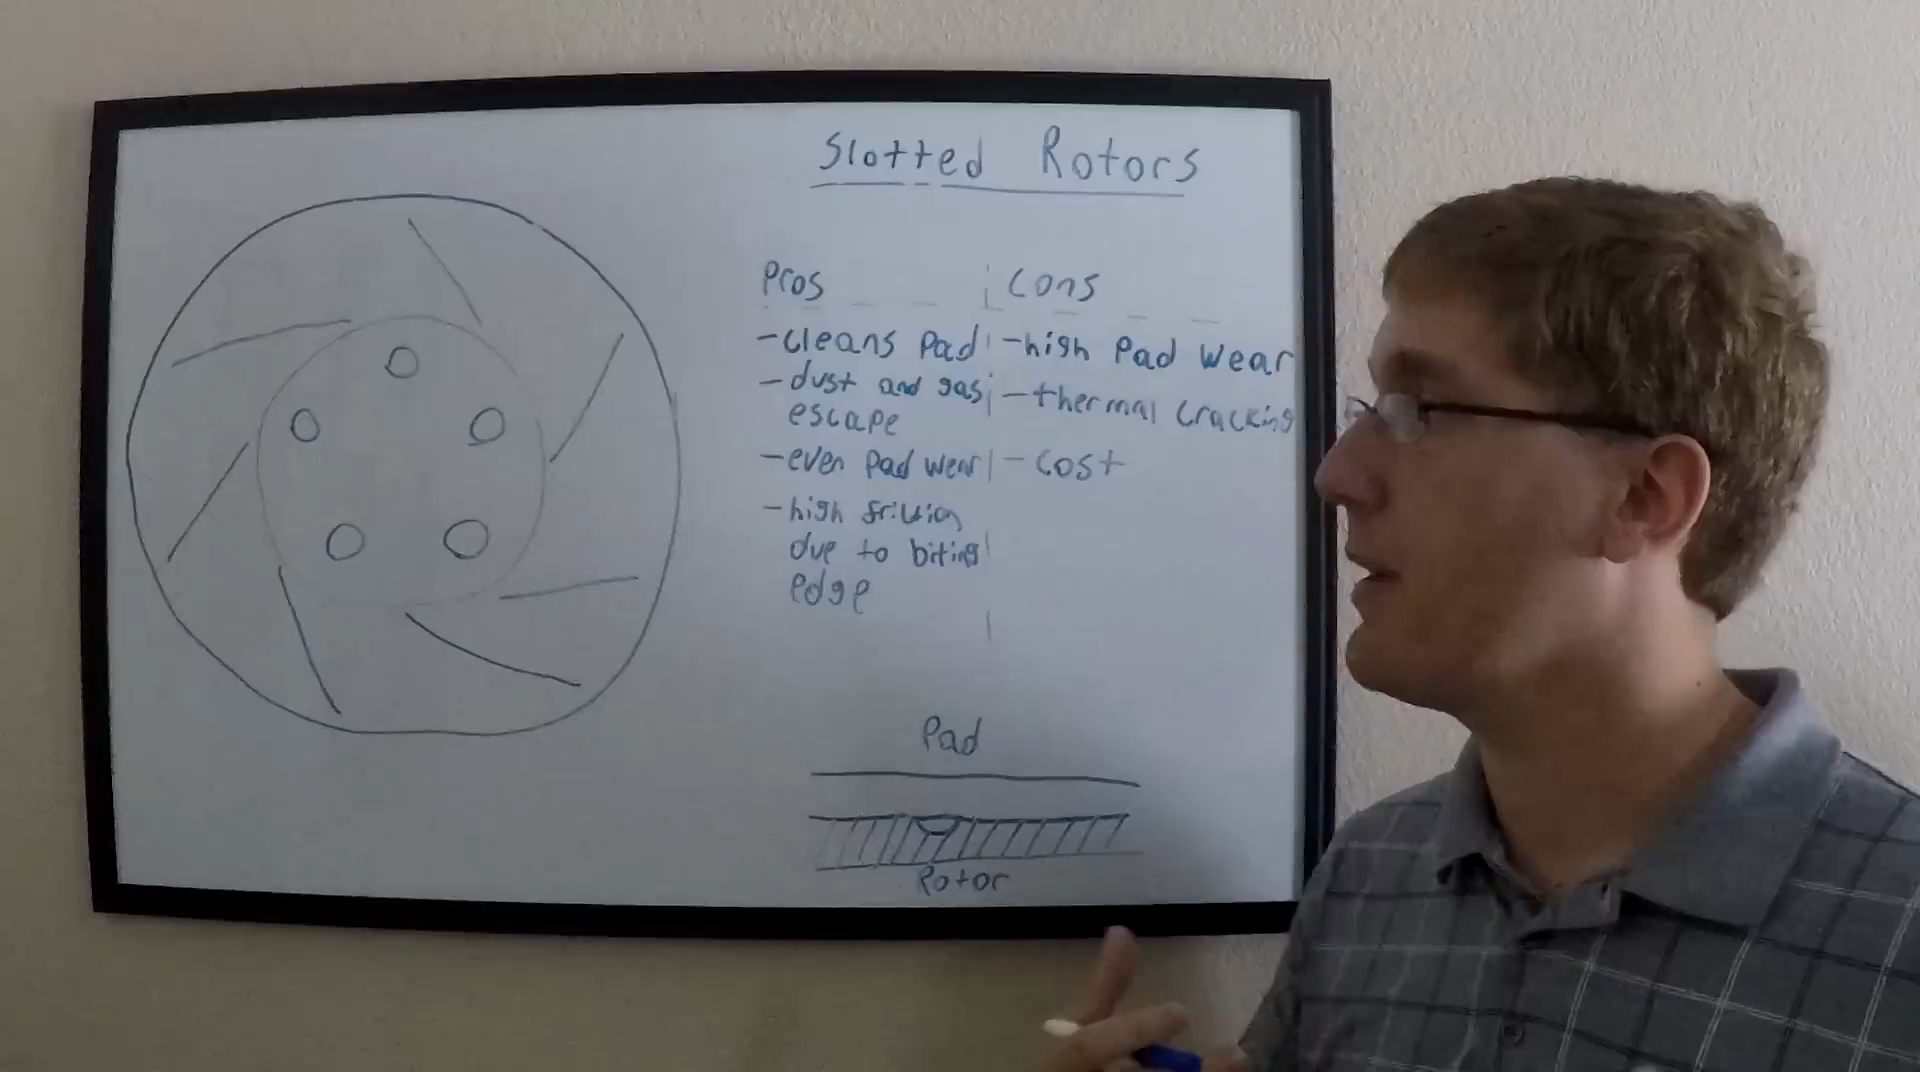 Slotted Rotors
Pros
-cleans pad
-dust and gas
escape
-even pad wear
-high friction
due to biting
edge
Cons
-high pad wear
-thermal cracking
-cost
Pad
Rotor